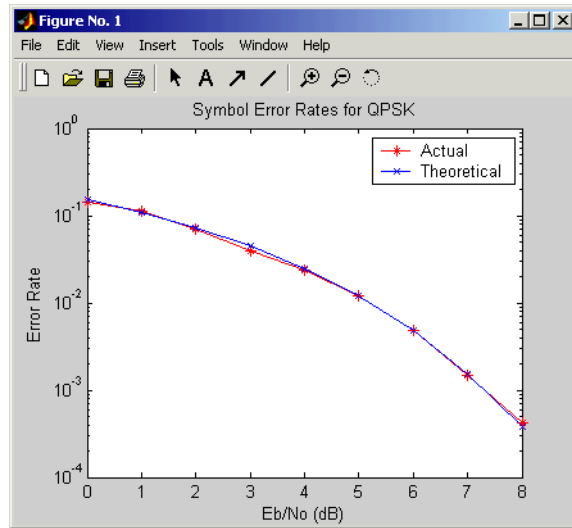 Figure No. 1
File Edit View Insert Tools Window Help
A
Symbol Error Rates for QPSK
10^0
10^-1
10^-2
10^-3
10^-4
Error Rate
Actual
Theoretical
0 1 2 3 4 5 6 7 8
Eb/No (dB)